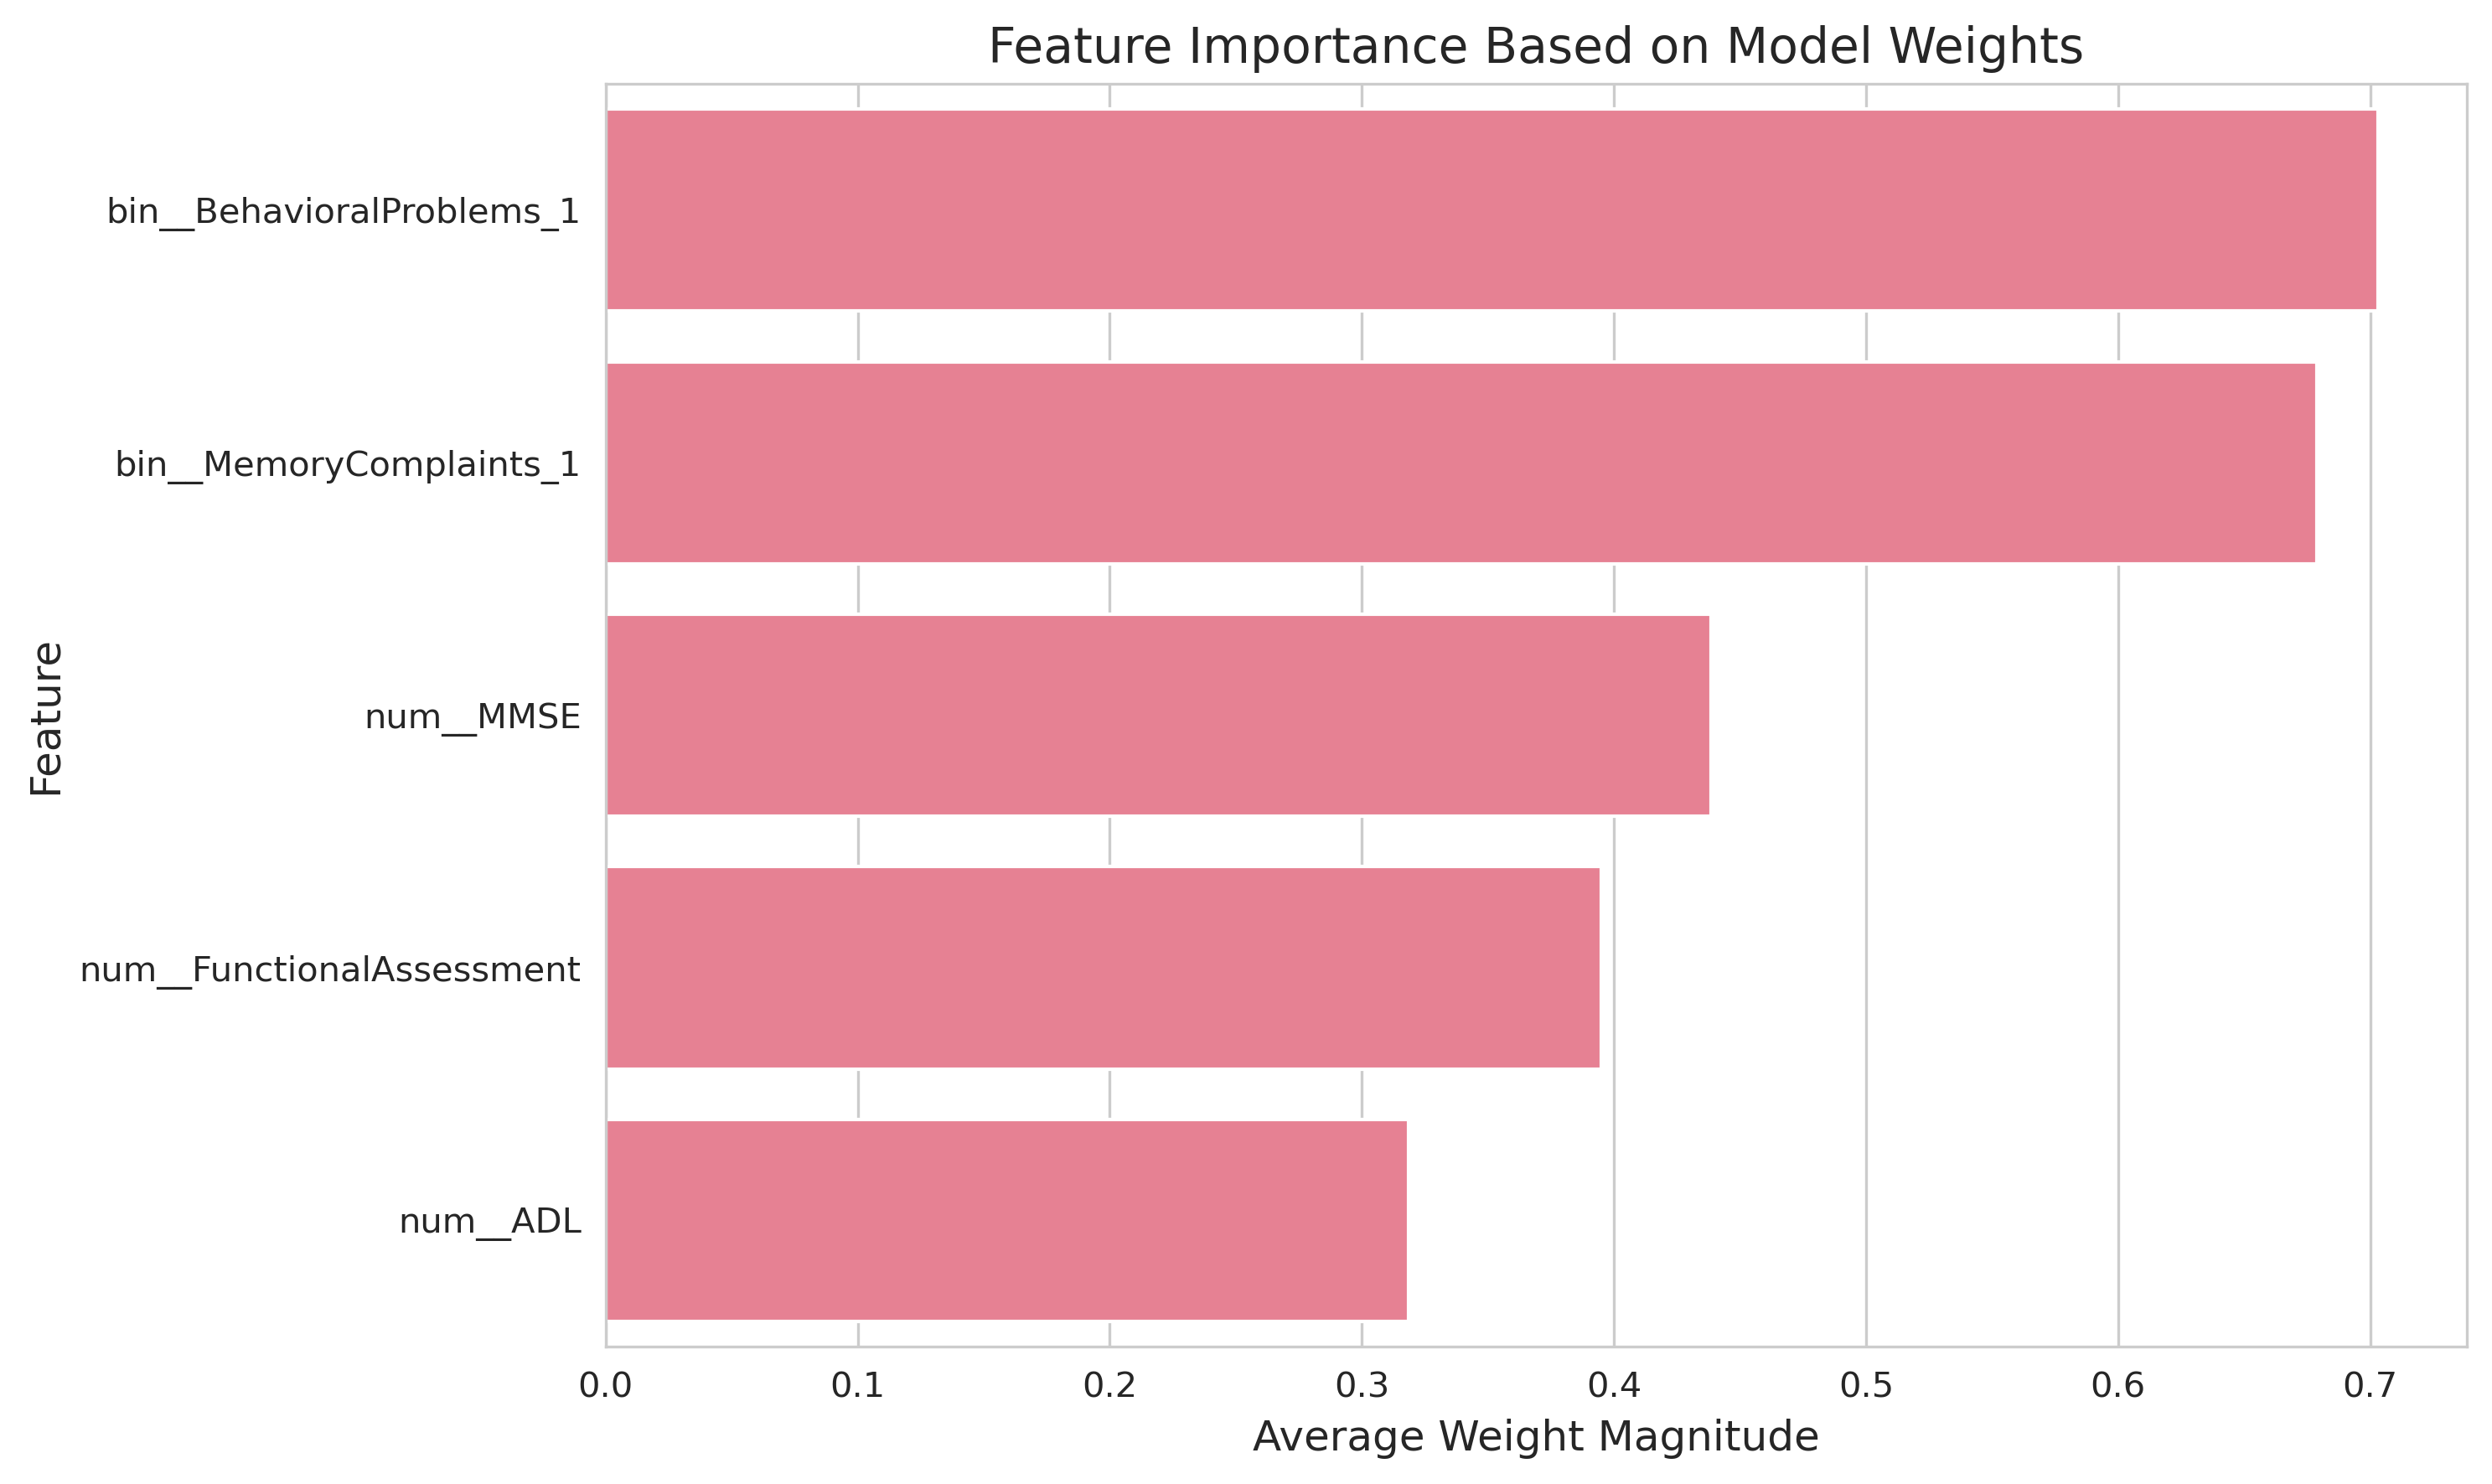 Feature Importance Based on Model Weights
bin__BehavioralProblems_1
bin__MemoryComplaints_1
num__MMSE
num__FunctionalAssessment
num__ADL
Feature
0.0 0.1 0.2 0.3 0.4 0.5 0.6 0.7
Average Weight Magnitude